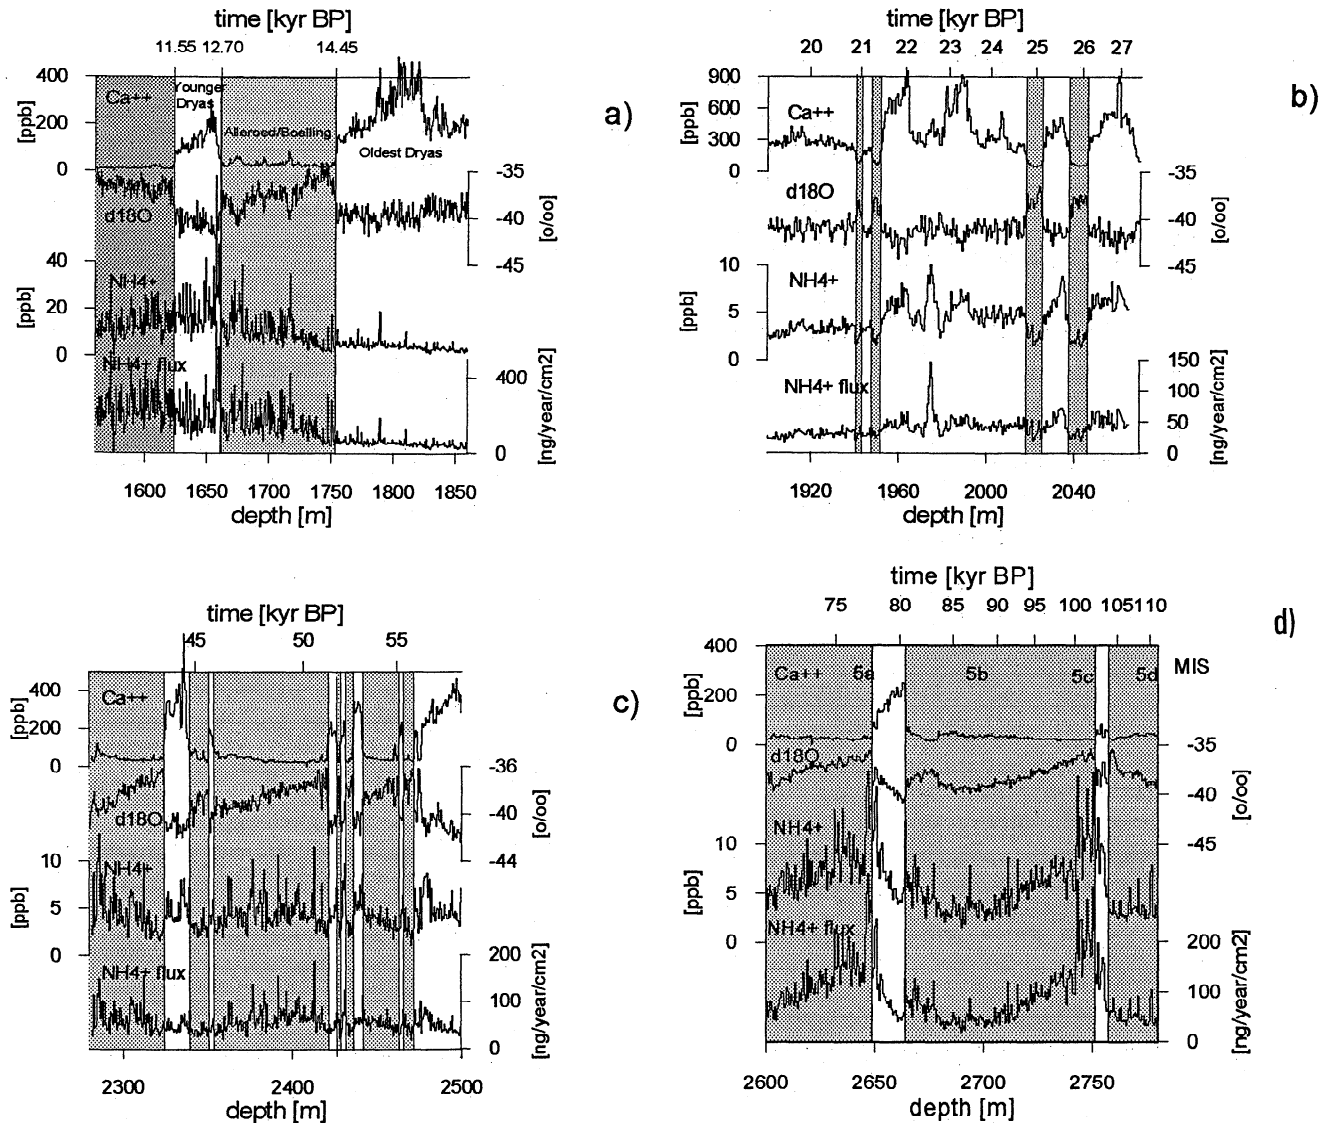 time [kyr BP]
11.55 12.70 14.45
400
200
0
[ppb]
Ca++
Younger
Dryas
Alleroed/Boelling
Oldest Dryas
a)
-35
-40
-45
[o/oo]
d18O
40
20
0
[ppb]
NH4+
NH4+ flux
400
0
[ng/year/cm2]
1600 1650 1700 1750 1800 1850
depth [m]
time [kyr BP]
20 21 22 23 24 25 26 27
b)
900
600
300
0
[ppb]
Ca++
-35
-40
-45
[o/oo]
d18O
10
5
0
[ppb]
NH4+
150
100
50
0
[ng/year/cm2]
NH4+ flux
1920 1960 2000 2040
depth [m]
time [kyr BP]
45 50 55
c)
400
200
0
[ppb]
Ca++
-36
-40
-44
[o/oo]
d18O
10
5
0
[ppb]
NH4+
200
100
0
[ng/year/cm2]
NH4+ flux
2300 2400 2500
depth [m]
time [kyr BP]
75 80 85 90 95 100 105 110
d)
400
200
0
[ppb]
Ca++
5a 5b 5c 5d MIS
-35
-40
-45
[o/oo]
d18O
10
5
0
[ppb]
NH4+
200
100
0
[ng/year/cm2]
NH4+ flux
2600 2650 2700 2750
depth [m]